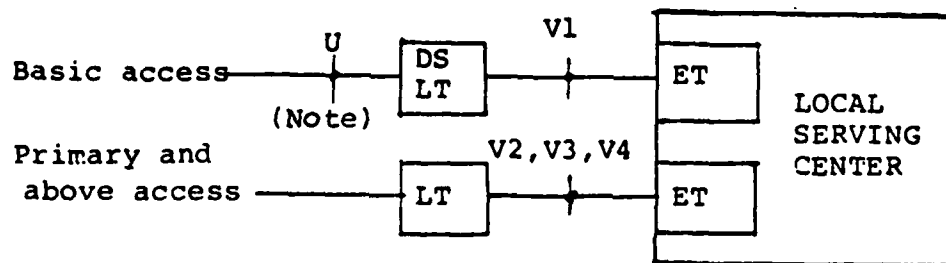 U
V1
Basic access
DS
LT
ET
(Note)
LOCAL
SERVING
CENTER
Primary and
above access
V2,V3,V4
LT
ET